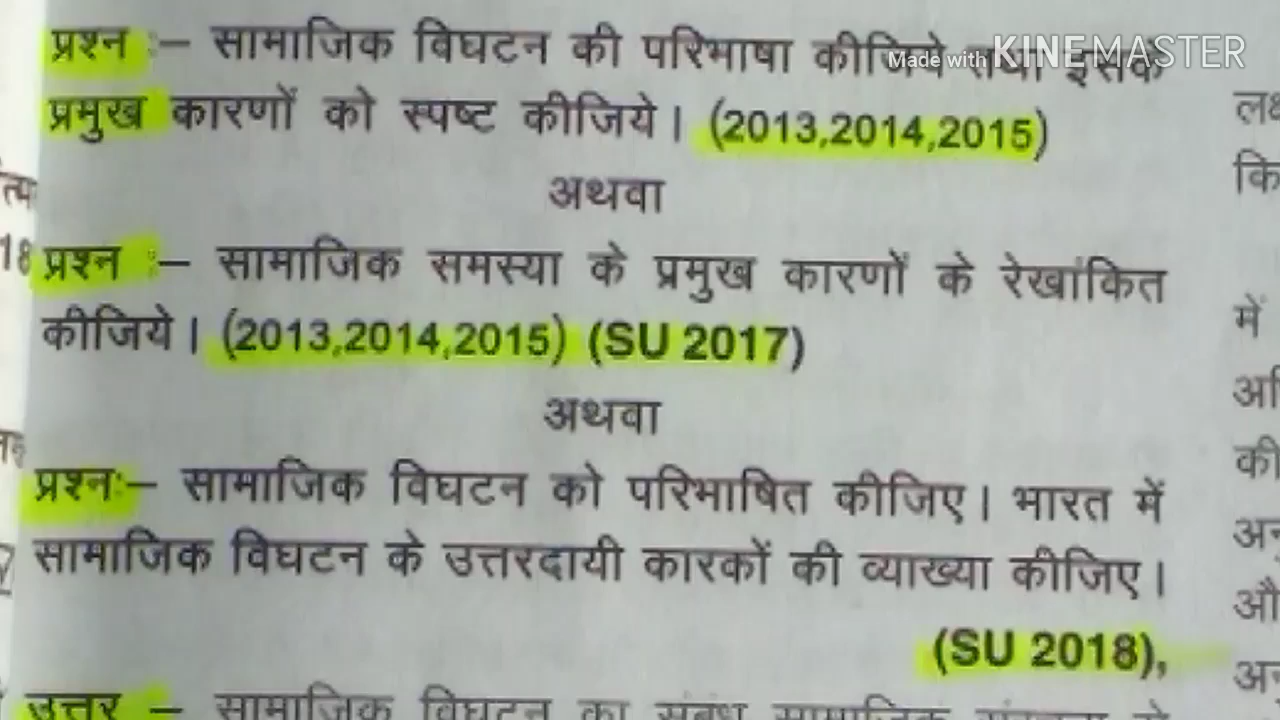 Made with KINEMASTER
प्रश्न :– सामाजिक विघटन की परिभाषा कीजिये तथा इसके
प्रमुख कारणों को स्पष्ट कीजिये। (2013,2014,2015)
अथवा
प्रश्न :– सामाजिक समस्या के प्रमुख कारणों के रेखांकित
कीजिये। (2013,2014,2015) (SU 2017)
अथवा
प्रश्नः– सामाजिक विघटन को परिभाषित कीजिए। भारत में
सामाजिक विघटन के उत्तरदायी कारकों की व्याख्या कीजिए।
(SU 2018),
उत्तर – सामाजिक विघटन का संबंध सामाजिक
में
की